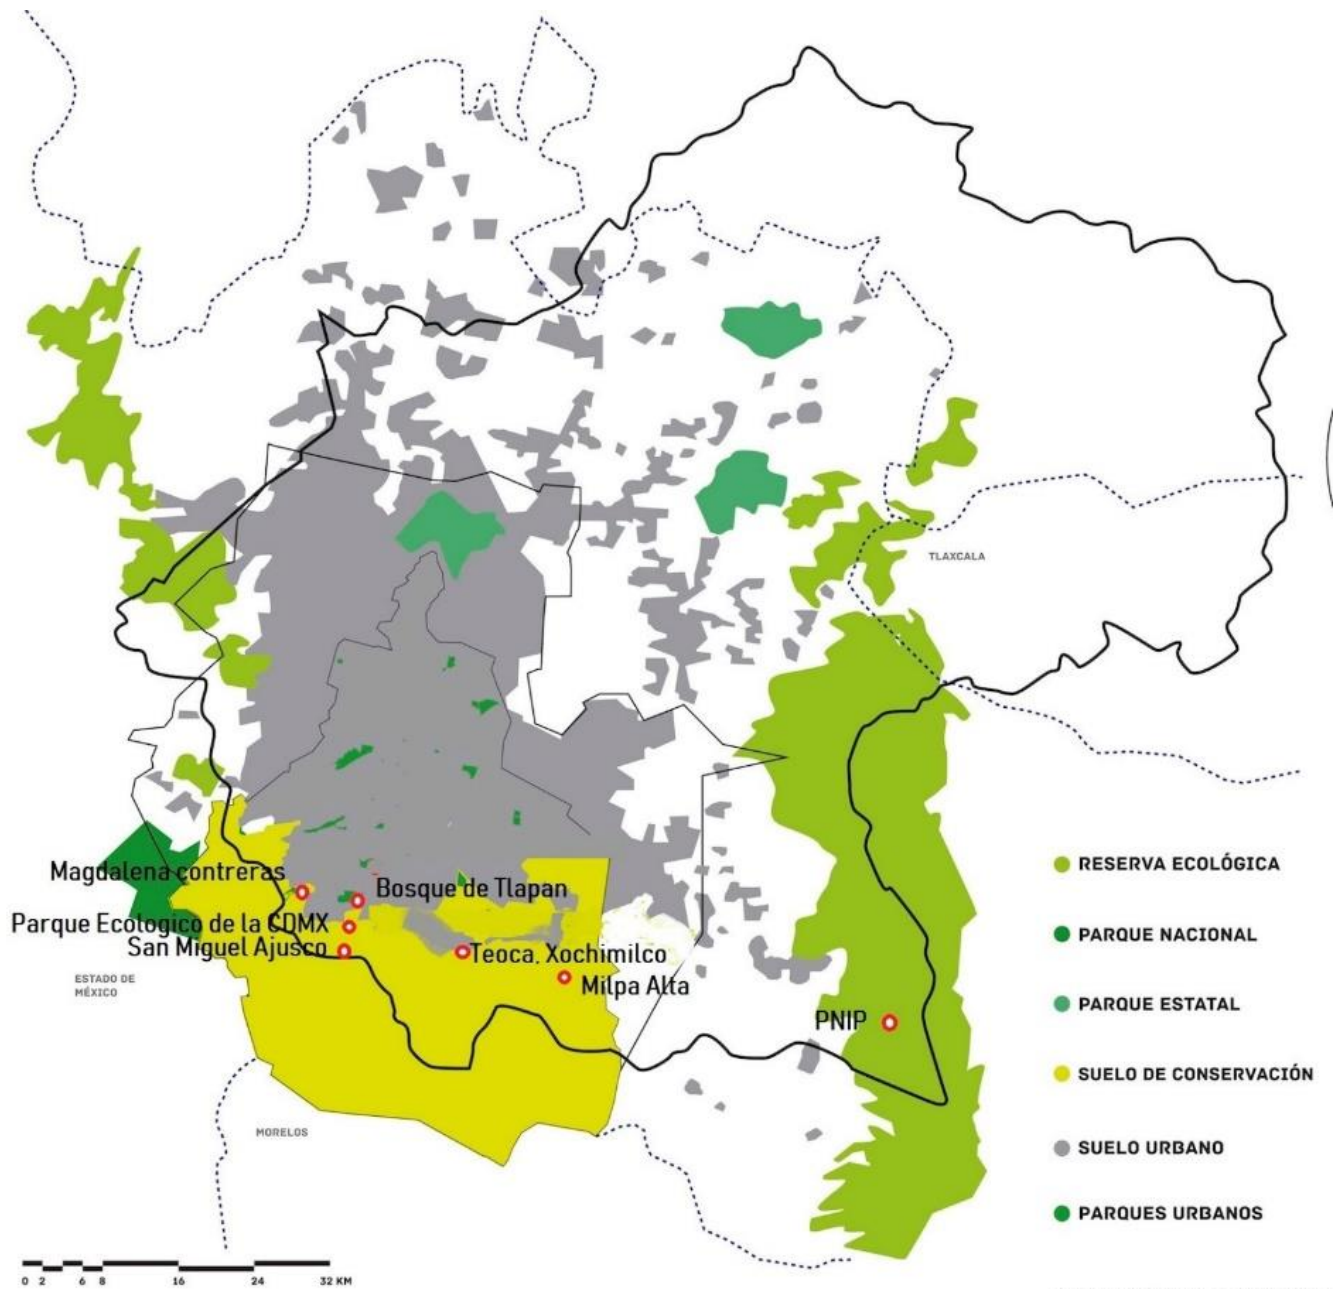 TLAXCALA
Magdalena contreras
Bosque de Tlapan
Parque Ecologico de la CDMX
San Miguel Ajusco
Teoca, Xochimilco
Milpa Alta
PNIP
ESTADO DE
MÉXICO
MORELOS
RESERVA ECOLÓGICA
PARQUE NACIONAL
PARQUE ESTATAL
SUELO DE CONSERVACIÓN
SUELO URBANO
PARQUES URBANOS
0 2 6 8 16 24 32 KM